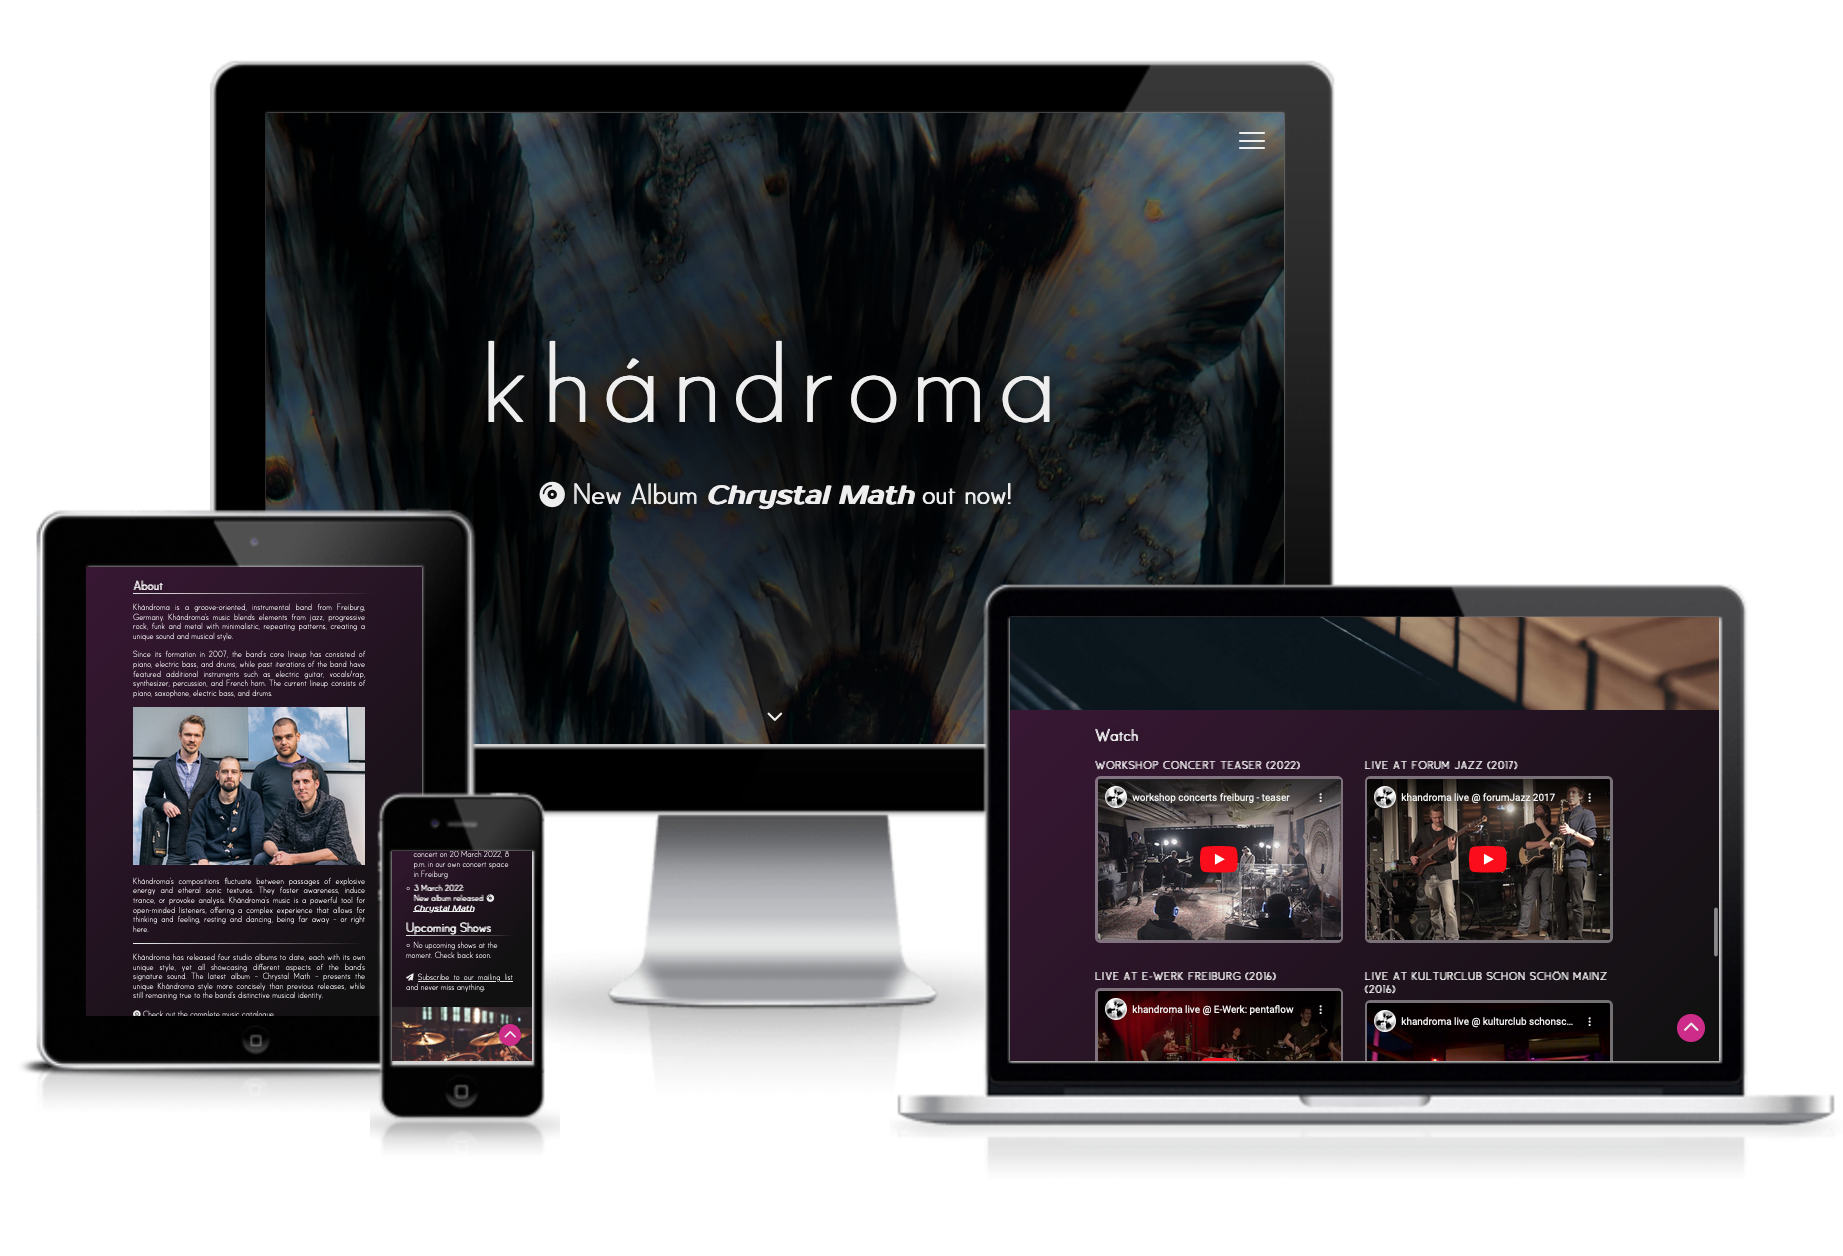 khándroma
New Album Chrystal Math out now!
About
Khándroma is a groove-oriented, instrumental band from Freiburg,
Germany. Khándroma's music blends elements from jazz, progressive
rock, funk and metal with minimalistic, repeating patterns, creating a
unique sound and musical style.
Since its formation in 2007, the band's core lineup has consisted of
piano, electric bass, and drums, while past iterations of the band have
featured additional instruments such as electric guitar, vocals/rap,
synthesizer, percussion, and French horn. The current lineup consists of
piano, saxophone, electric bass, and drums.
Khándroma's compositions fluctuate between passages of explosive
energy and etheral sonic textures. They foster awareness, induce
trance, or provoke analysis. Khándroma's music is a powerful tool for
open-minded listeners, offering a complex experience that allows for
thinking and feeling, resting and dancing, being far away – or right
here.
Khándroma has released four studio albums to date, each with its own
unique style, yet all showcasing different aspects of the band's
signature sound. The latest album – Chrystal Math – presents the
unique Khándroma style more concisely than previous releases, while
still remaining true to the band's distinctive musical identity.
Check out the complete music catalogue
concert on 20 March 2022, 8
p.m. in our own concert space
in Freiburg
3 March 2022:
New album released
Chrystal Math
Upcoming Shows
No upcoming shows at the
moment. Check back soon.
Subscribe to our mailing list
and never miss anything.
Watch
WORKSHOP CONCERT TEASER (2022)
workshop concerts freiburg - teaser
LIVE AT FORUM JAZZ (2017)
khandroma live @ forumJazz 2017
LIVE AT E-WERK FREIBURG (2016)
khandroma live @ E-Werk: pentaflow
LIVE AT KULTURCLUB SCHON SCHÖN MAINZ
(2016)
khandroma live @ kulturclub schonsc...